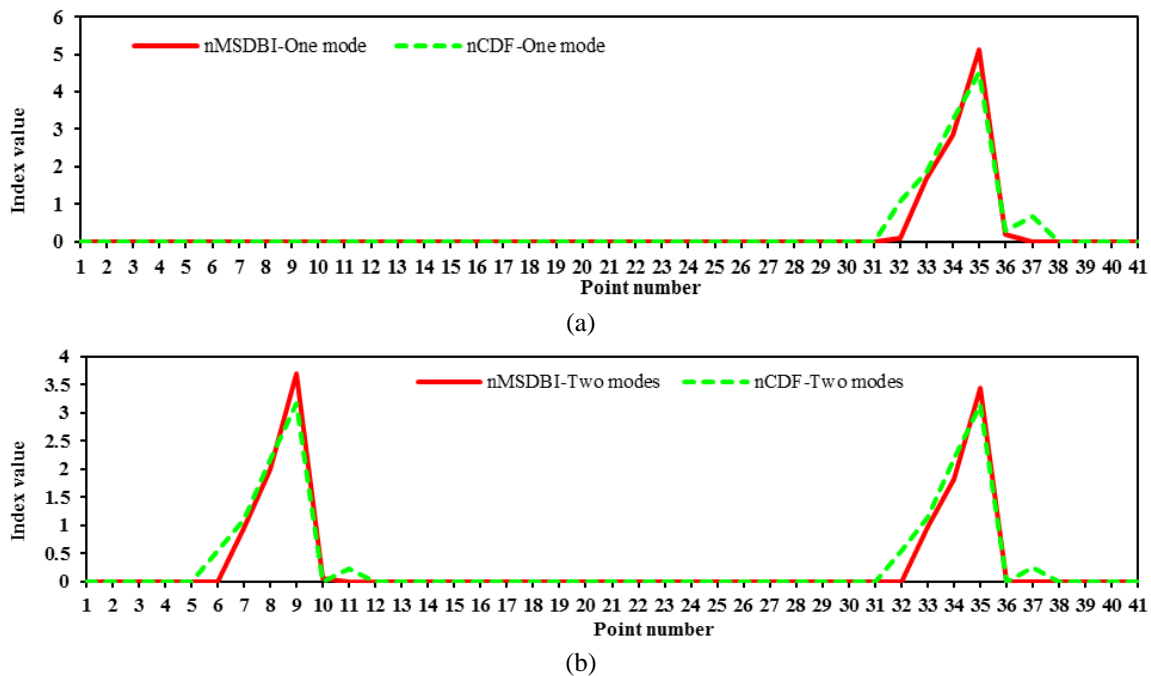 6
nMSDBI-One mode nCDF-One mode
5
4
3
2
1
0
Index value
1 2 3 4 5 6 7 8 9 10 11 12 13 14 15 16 17 18 19 20 21 22 23 24 25 26 27 28 29 30 31 32 33 34 35 36 37 38 39 40 41
Point number
(a)
4
nMSDBI-Two modes nCDF-Two modes
3.5
3
2.5
2
1.5
1
0.5
0
Index value
1 2 3 4 5 6 7 8 9 10 11 12 13 14 15 16 17 18 19 20 21 22 23 24 25 26 27 28 29 30 31 32 33 34 35 36 37 38 39 40 41
Point number
(b)